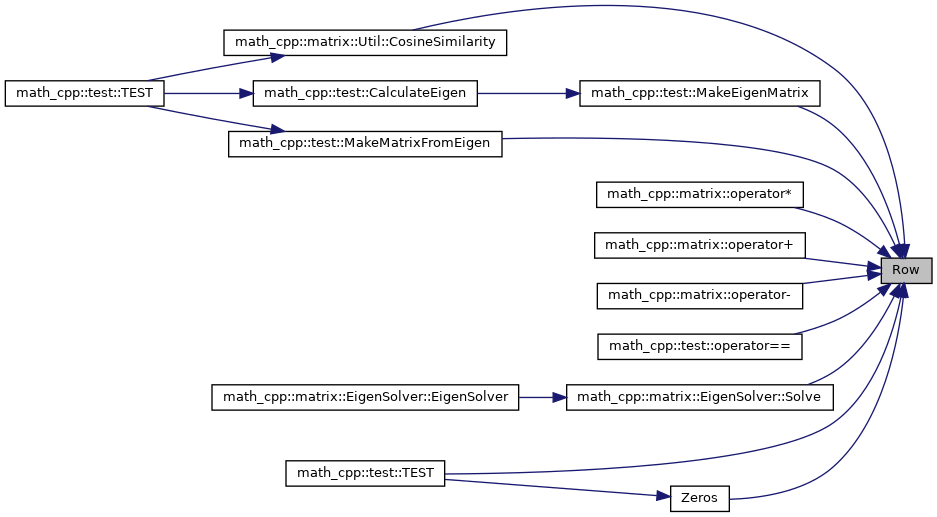 math_cpp::matrix::Util::CosineSimilarity
math_cpp::test::TEST
math_cpp::test::CalculateEigen
math_cpp::test::MakeEigenMatrix
math_cpp::test::MakeMatrixFromEigen
math_cpp::matrix::operator*
math_cpp::matrix::operator+
Row
math_cpp::matrix::operator-
math_cpp::test::operator==
math_cpp::matrix::EigenSolver::EigenSolver
math_cpp::matrix::EigenSolver::Solve
math_cpp::test::TEST
Zeros